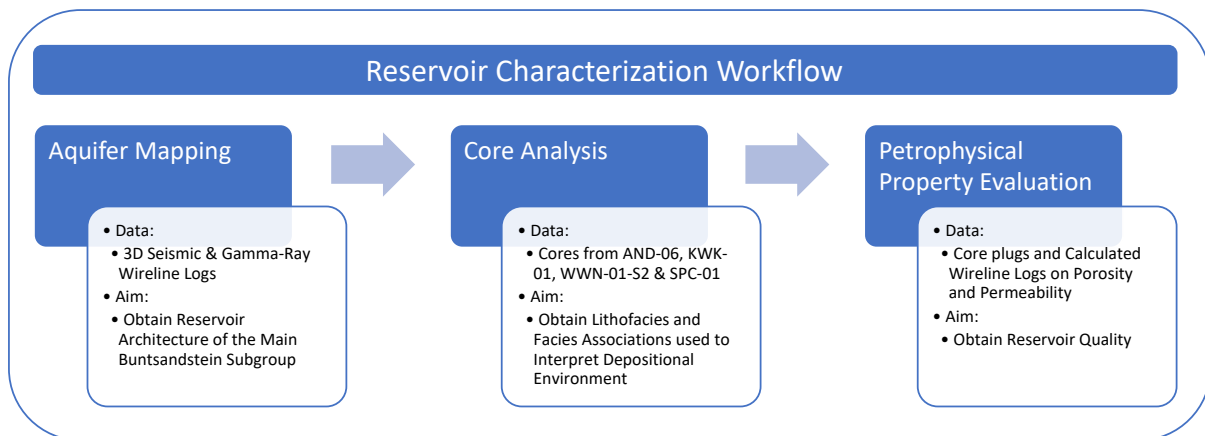 Reservoir Characterization Workflow
Aquifer Mapping
• Data:
• 3D Seismic & Gamma-Ray
Wireline Logs
• Aim:
• Obtain Reservoir
Architecture of the Main
Buntsandstein Subgroup
Core Analysis
• Data:
• Cores from AND-06, KWK-
01, WWN-01-S2 & SPC-01
• Aim:
• Obtain Lithofacies and
Facies Associations used to
Interpret Depositional
Environment
Petrophysical
Property Evaluation
• Data:
• Core plugs and Calculated
Wireline Logs on Porosity
and Permeability
• Aim:
• Obtain Reservoir Quality